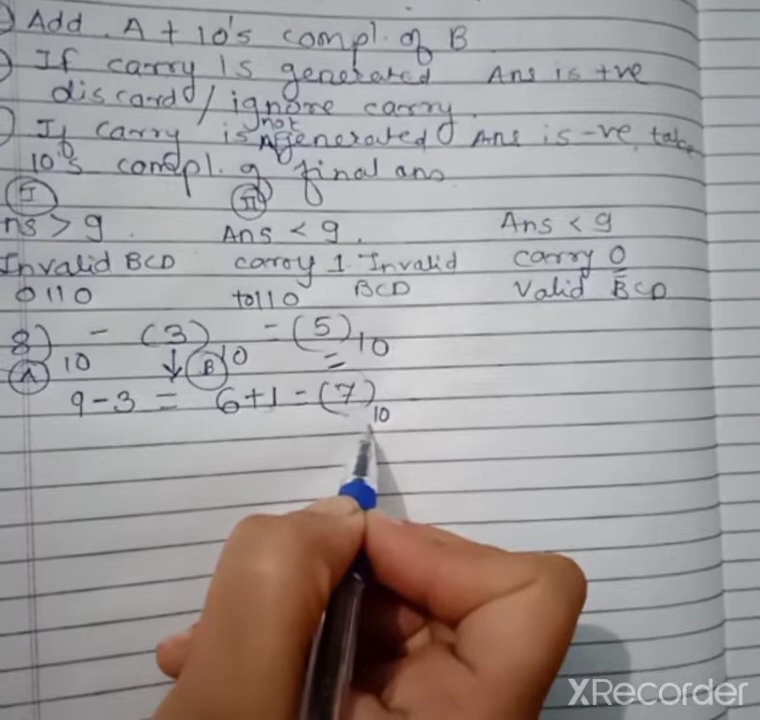 Add A + 10's compl. of B
If carry is generated Ans is +ve
discard / ignore carry.
If carry is not generated Ans is -ve, take
10's compl. of final ans
I II
ns > 9 Ans < 9. Ans < 9
Invalid BCD carry 1 Invalid carry 0
0110 to110 BCD Valid BCD
8) 10 - (3) 10 = (5) 10
A B
9-3 = 6+1 = (7) 10
XRecorder